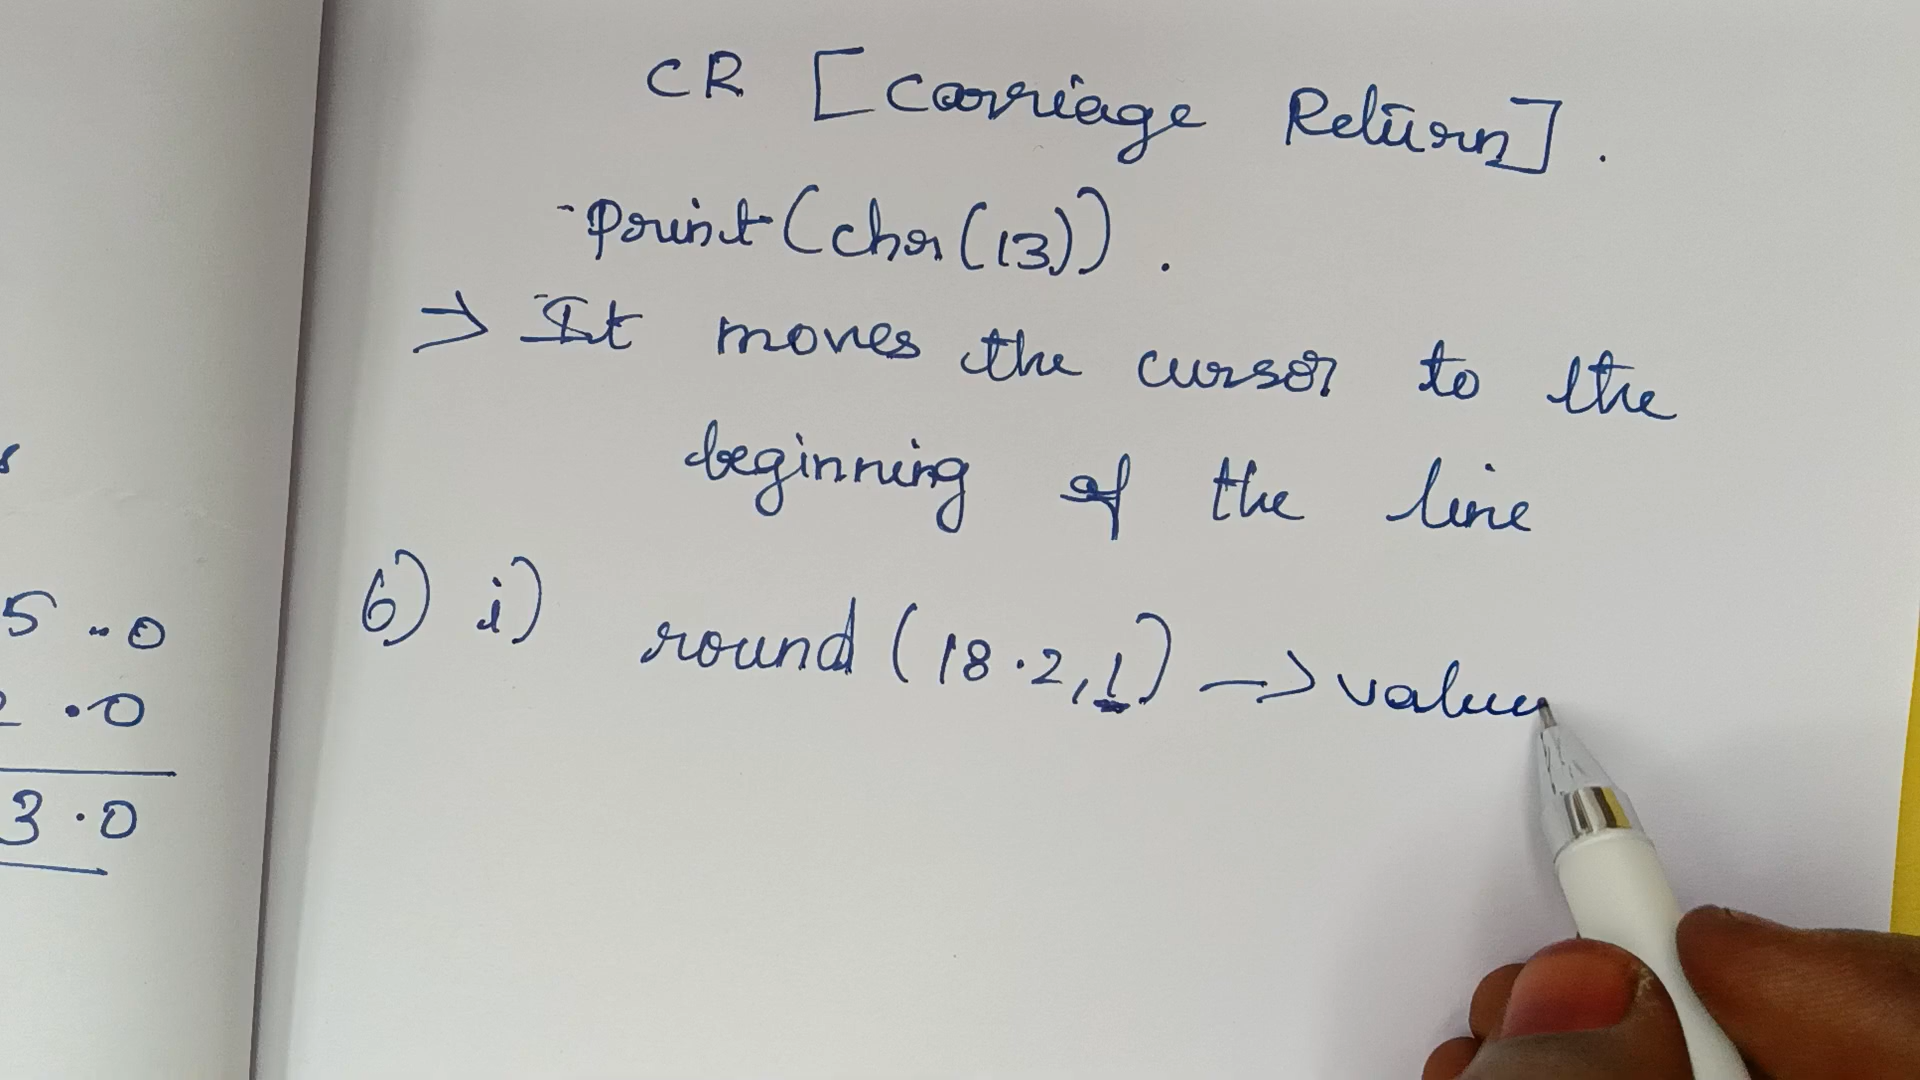 5.0
2.0
3.0
CR [Carriage Return].
print(chr(13)).
⇒ It moves the cursor to the
beginning of the line
6) i) round (18.2,1) → value